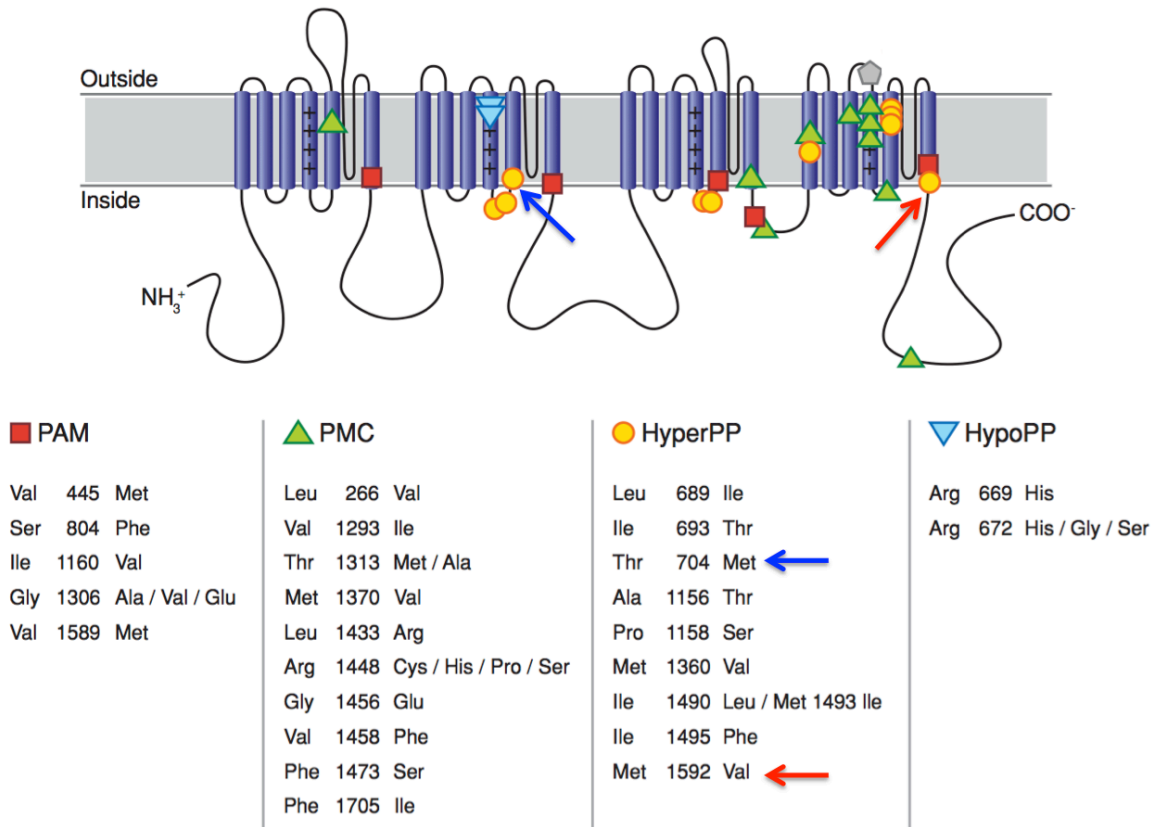 Outside
Inside
NH3+
COO-
+
+
+
+
+
+
+
+
+
+
+
+
+
PAM
Val 445 Met
Ser 804 Phe
Ile 1160 Val
Gly 1306 Ala / Val / Glu
Val 1589 Met
PMC
Leu 266 Val
Val 1293 Ile
Thr 1313 Met / Ala
Met 1370 Val
Leu 1433 Arg
Arg 1448 Cys / His / Pro / Ser
Gly 1456 Glu
Val 1458 Phe
Phe 1473 Ser
Phe 1705 Ile
HyperPP
Leu 689 Ile
Ile 693 Thr
Thr 704 Met
Ala 1156 Thr
Pro 1158 Ser
Met 1360 Val
Ile 1490 Leu / Met 1493 Ile
Ile 1495 Phe
Met 1592 Val
HypoPP
Arg 669 His
Arg 672 His / Gly / Ser